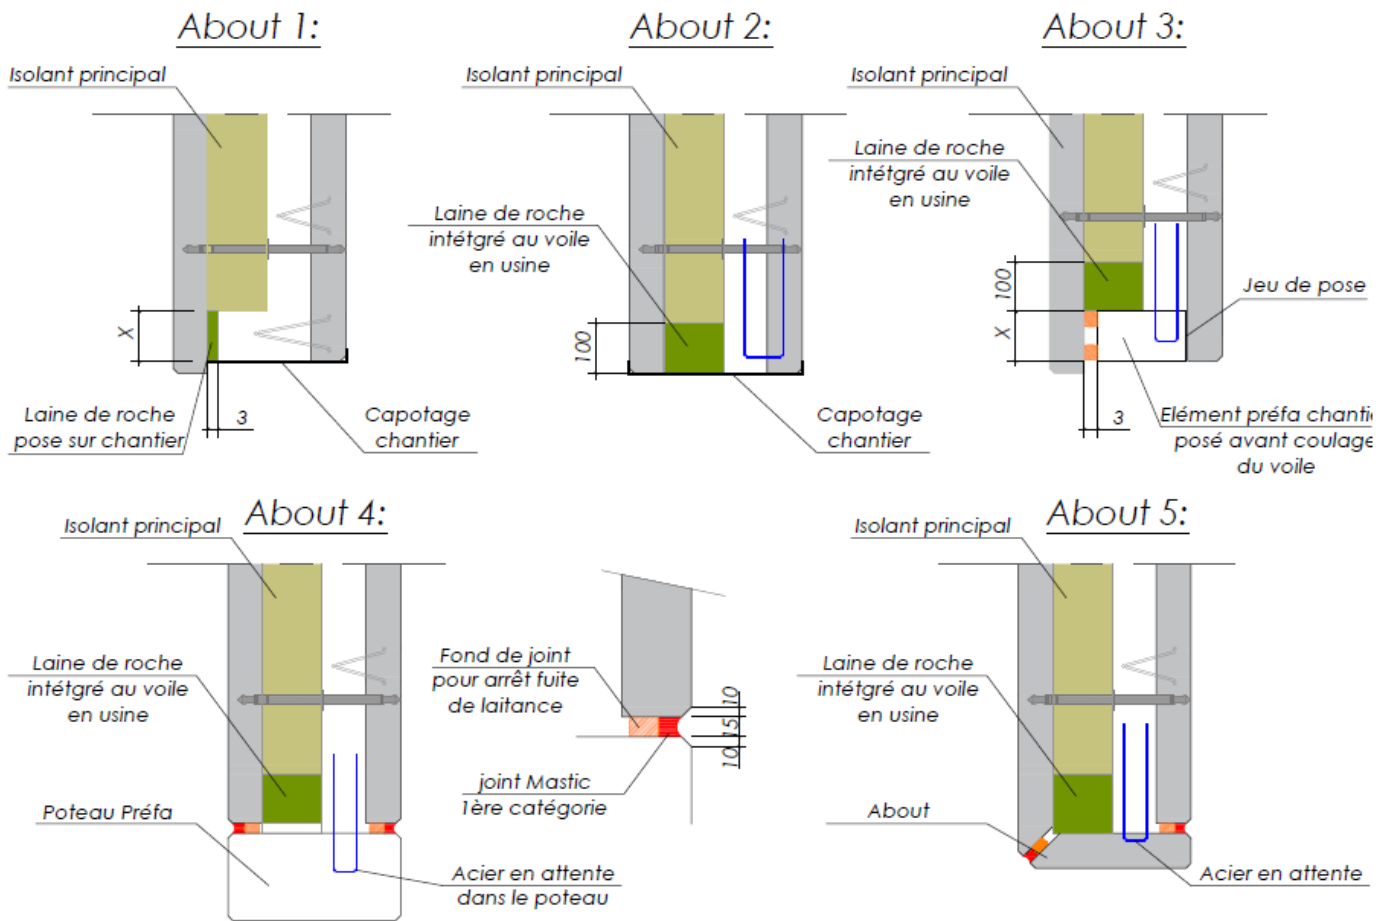 About 1:
Isolant principal
X
Laine de roche
pose sur chantier
3
Capotage
chantier
About 2:
Isolant principal
Laine de roche
intétgré au voile
en usine
100
Capotage
chantier
About 3:
Isolant principal
Laine de roche
intétgré au voile
en usine
100
X
Jeu de pose
3
Elément préfa chantie
posé avant coulage
du voile
About 4:
Isolant principal
Laine de roche
intétgré au voile
en usine
Poteau Préfa
Acier en attente
dans le poteau
Fond de joint
pour arrêt fuite
de laitance
10
15
10
joint Mastic
1ère catégorie
About 5:
Isolant principal
Laine de roche
intétgré au voile
en usine
About
Acier en attente